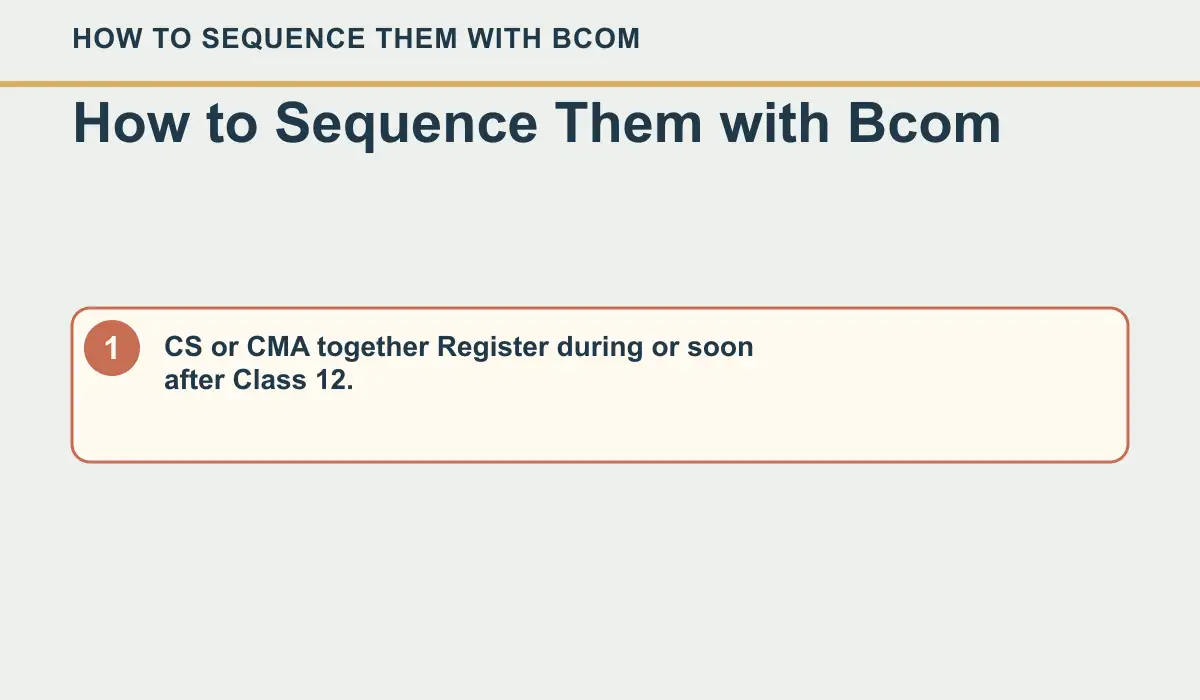 HOW TO SEQUENCE THEM WITH BCOM
How to Sequence Them with Bcom
1
CS or CMA together Register during or soon
after Class 12.